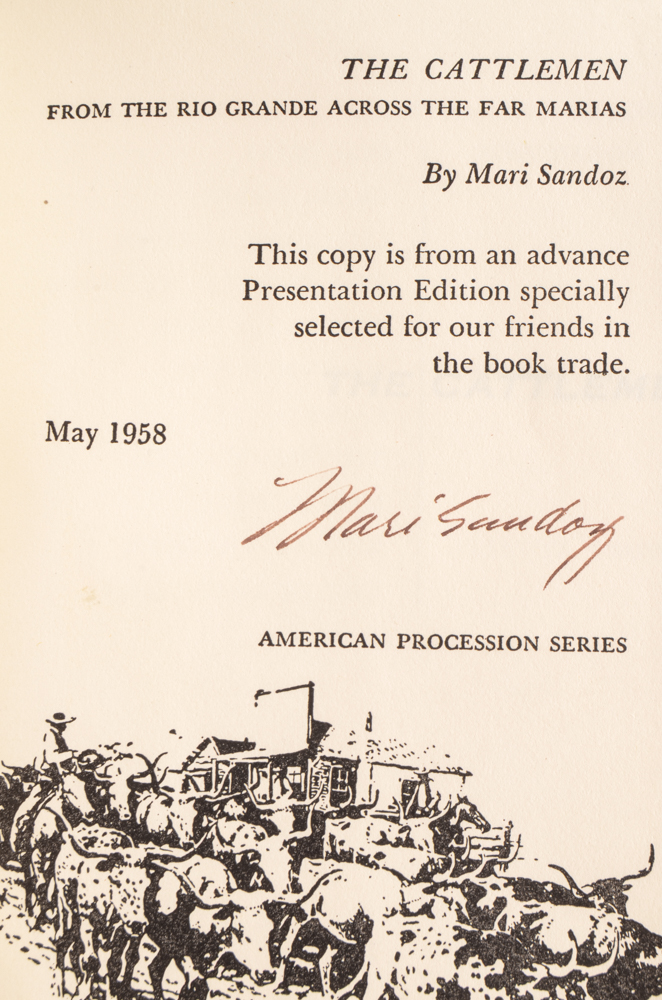 THE CATTLEMEN
FROM THE RIO GRANDE ACROSS THE FAR MARIAS
By Mari Sandoz
This copy is from an advance
Presentation Edition specially
selected for our friends in
the book trade.
May 1958
Mari Sandoz
AMERICAN PROCESSION SERIES